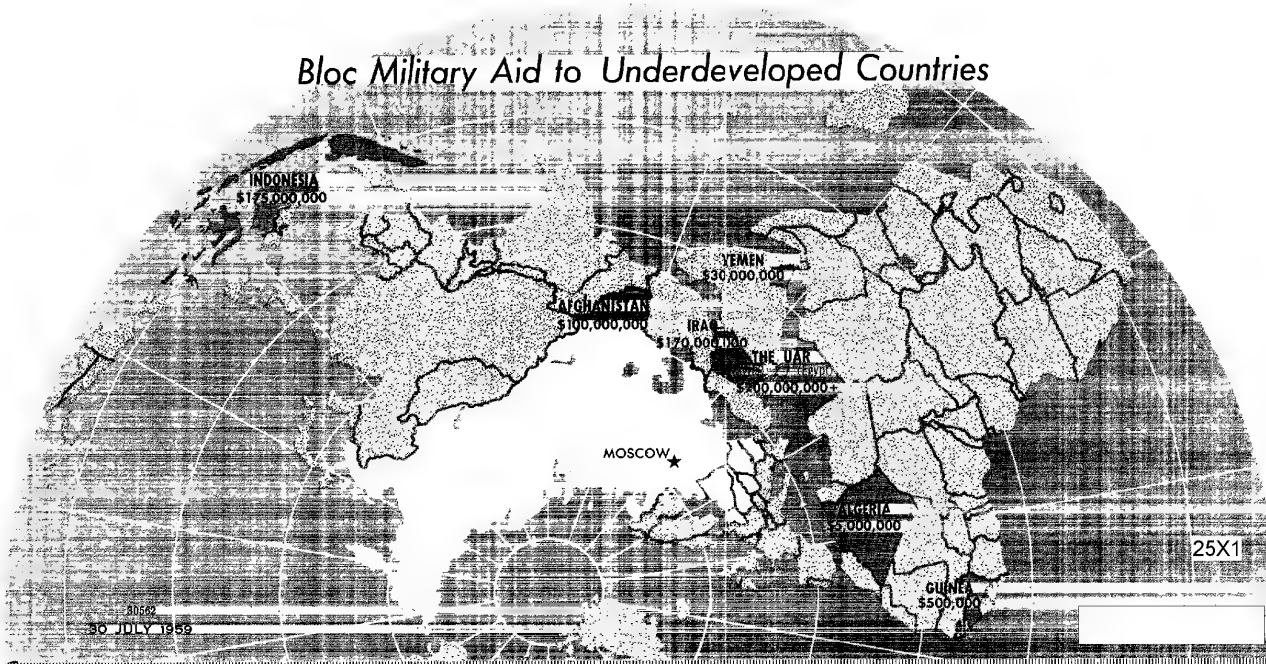 Bloc Military Aid to Underdeveloped Countries
INDONESIA
$175,000,000
YEMEN
$30,000,000
AFGHANISTAN
$100,000,000
IRAQ
$170,000,000
THE UAR
(Egypt)
00,000,000+
MOSCOW
ALGERIA
$5,000,000
25X1
GUINEA
$500,000
30562
30 JULY 1959